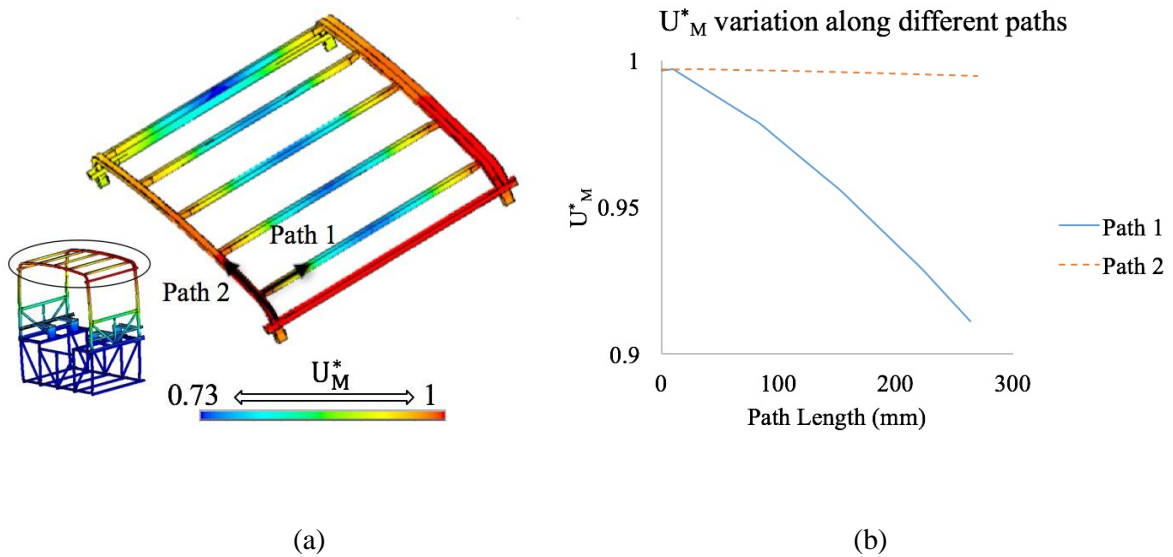 Path 1
Path 2
U*M
0.73
1
(a)
U*M variation along different paths
1
0.95
0.9
U*M
0
100
200
300
Path Length (mm)
Path 1
Path 2
(b)